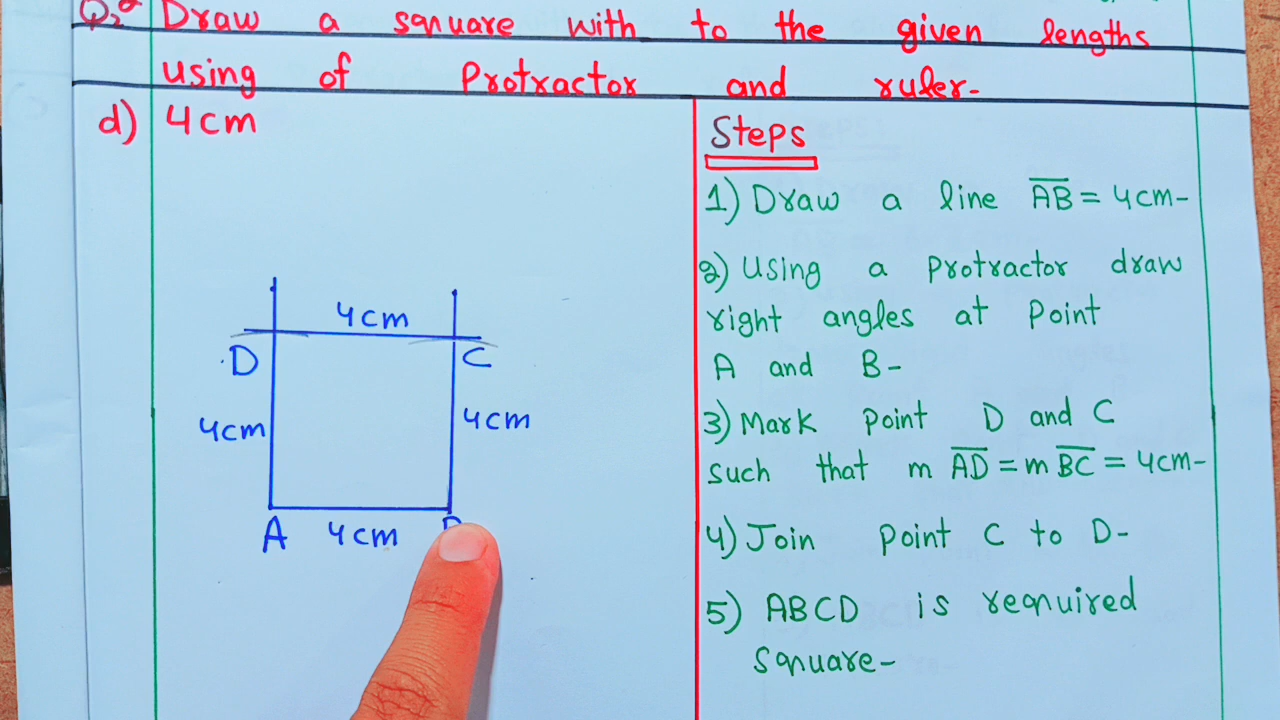 Q2 Draw a square with to the given lengths
using of Protractor and ruler-
d) 4cm
Steps
1) Draw a line AB = 4cm-
2) Using a protractor draw
right angles at Point
A and B-
3) Mark Point D and C
such that m AD = m BC = 4cm-
4) Join Point C to D-
5) ABCD is required
square-
4cm
D C
4cm 4cm
A 4cm